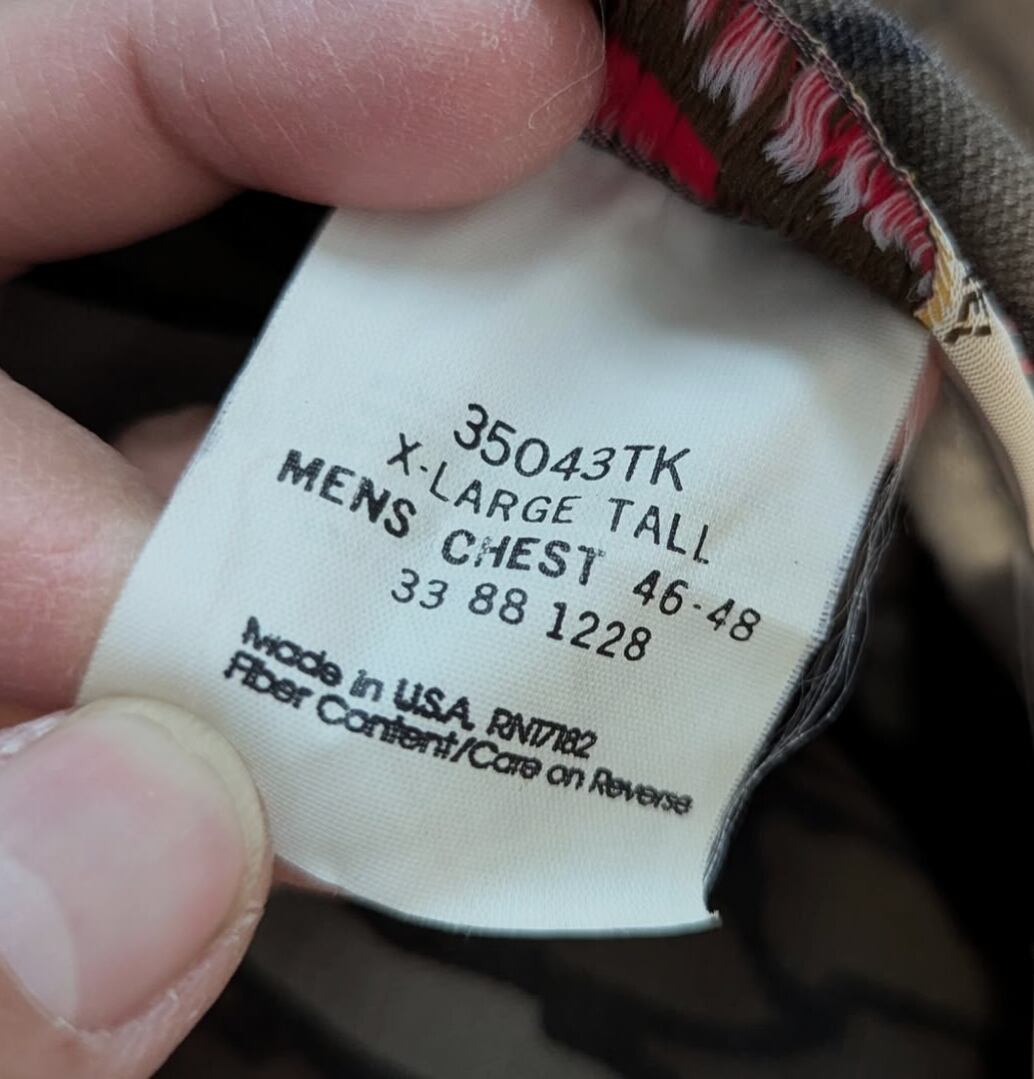 35043TK
X-LARGE TALL
MENS CHEST 46-48
33 88 1228
Made in U.S.A. RN17182
Fiber Content/Care on Reverse